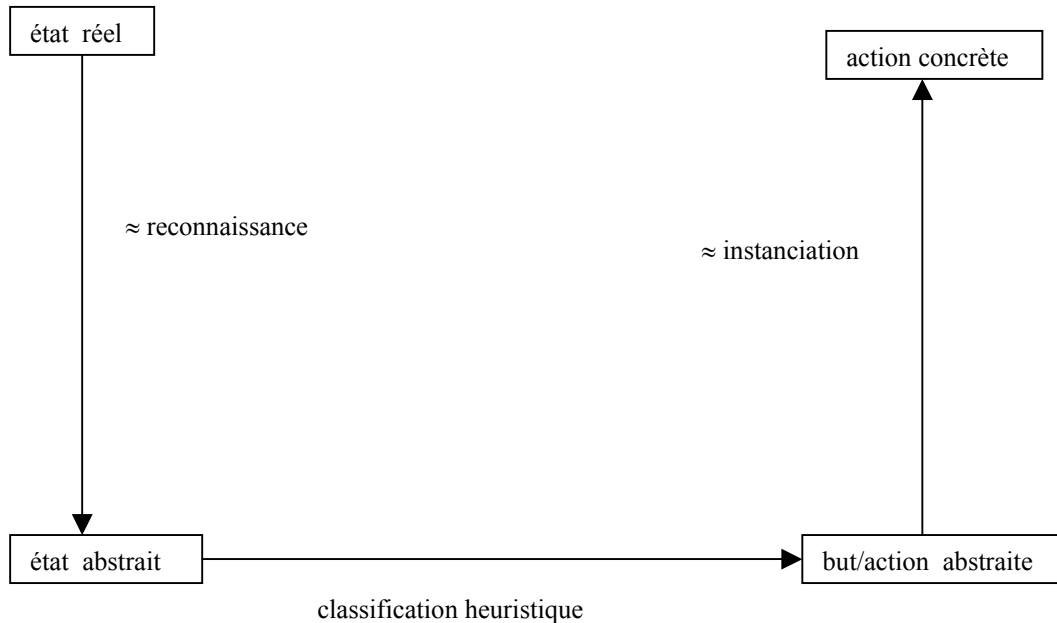 état réel
action concrète
≈ reconnaissance
≈ instanciation
état abstrait
but/action abstraite
classification heuristique